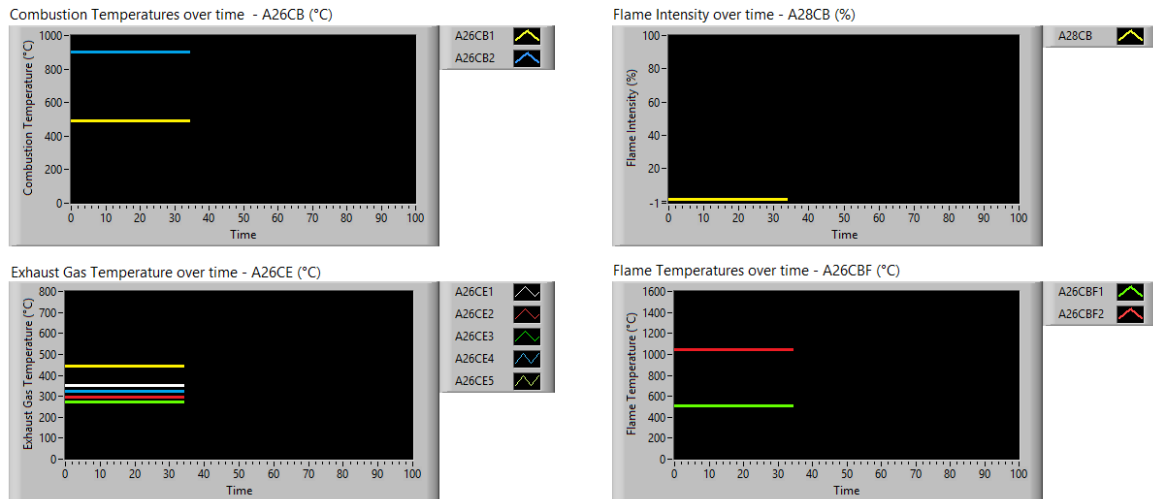 Combustion Temperatures over time - A26CB (°C)
Combustion Temperature (°C)
1000
800
600
400
200
0
0 10 20 30 40 50 60 70 80 90 100
Time
A26CB1
A26CB2
Flame Intensity over time - A28CB (%)
Flame Intensity (%)
100
80
60
40
20
-1
0 10 20 30 40 50 60 70 80 90 100
Time
A28CB
Exhaust Gas Temperature over time - A26CE (°C)
Exhaust Gas Temperature (°C)
800
700
600
500
400
300
200
100
0
0 10 20 30 40 50 60 70 80 90 100
Time
A26CE1
A26CE2
A26CE3
A26CE4
A26CE5
Flame Temperatures over time - A26CBF (°C)
Flame Temperature (°C)
1600
1400
1200
1000
800
600
400
200
0
0 10 20 30 40 50 60 70 80 90 100
Time
A26CBF1
A26CBF2